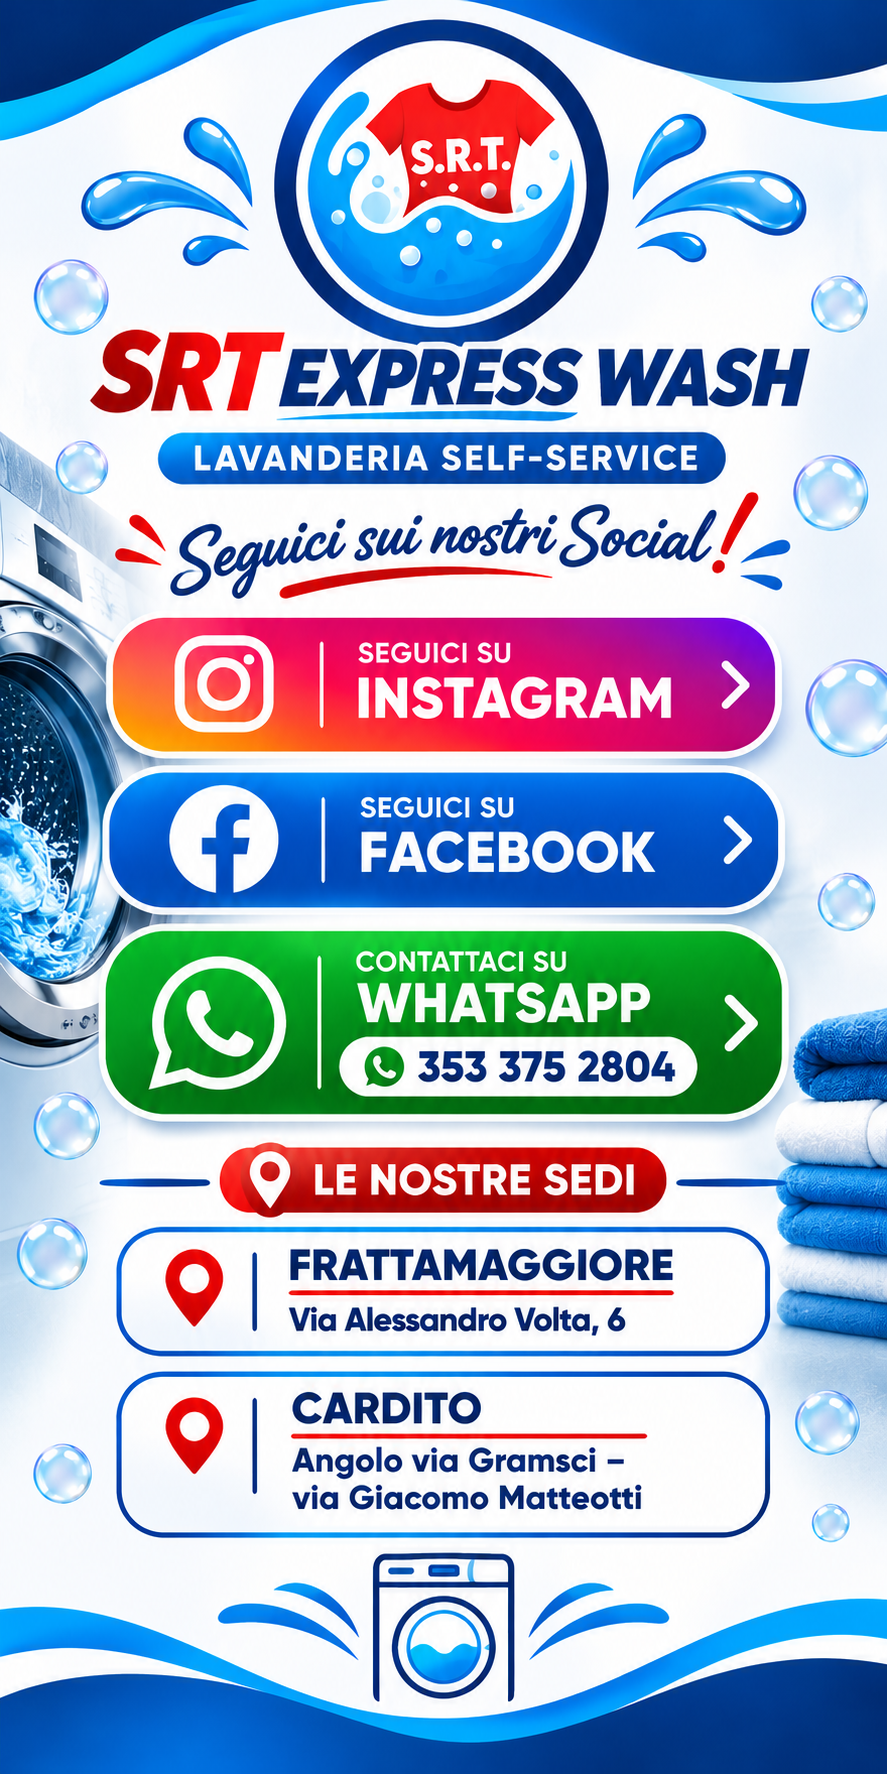 S.R.T.
SRT EXPRESS WASH
LAVANDERIA SELF-SERVICE
Seguici sui nostri Social!
SEGUICI SU
INSTAGRAM
SEGUICI SU
FACEBOOK
CONTATTACI SU
WHATSAPP
353 375 2804
LE NOSTRE SEDI
FRATTAMAGGIORE
Via Alessandro Volta, 6
CARDITO
Angolo via Gramsci –
via Giacomo Matteotti